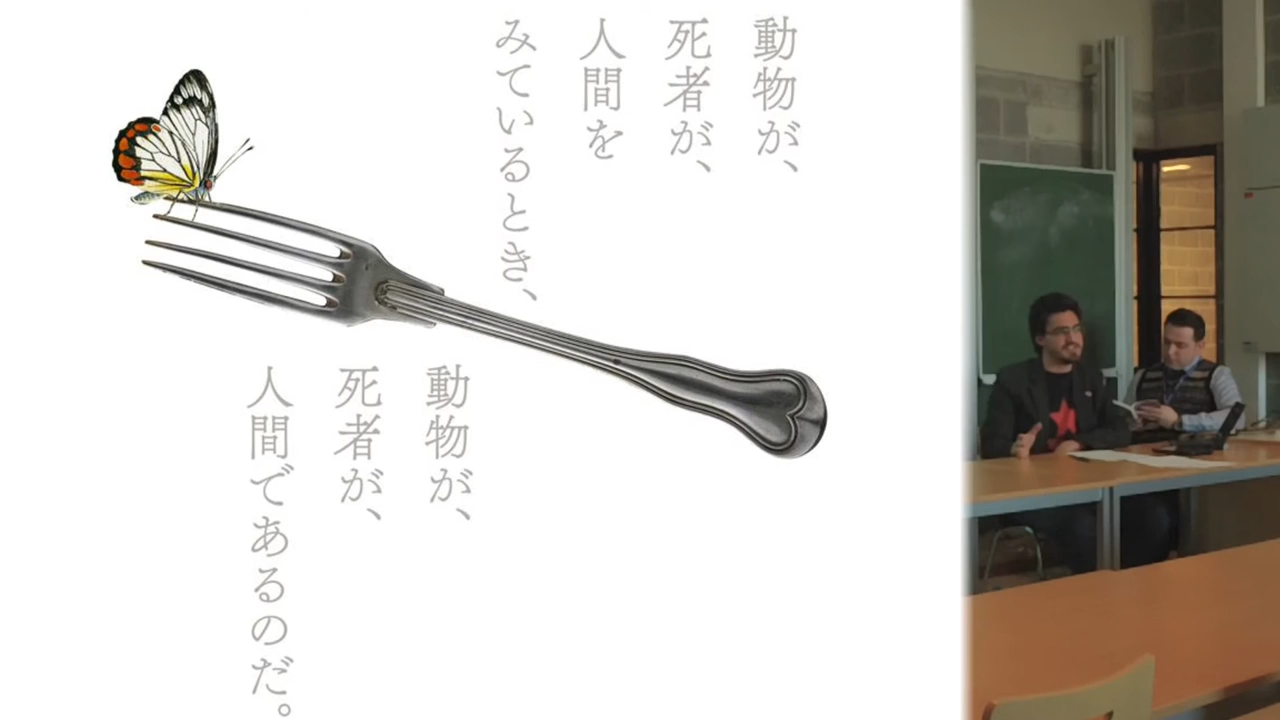 動物が、
死者が、
人間を
みているとき、
動物が、
死者が、
人間であるのだ。